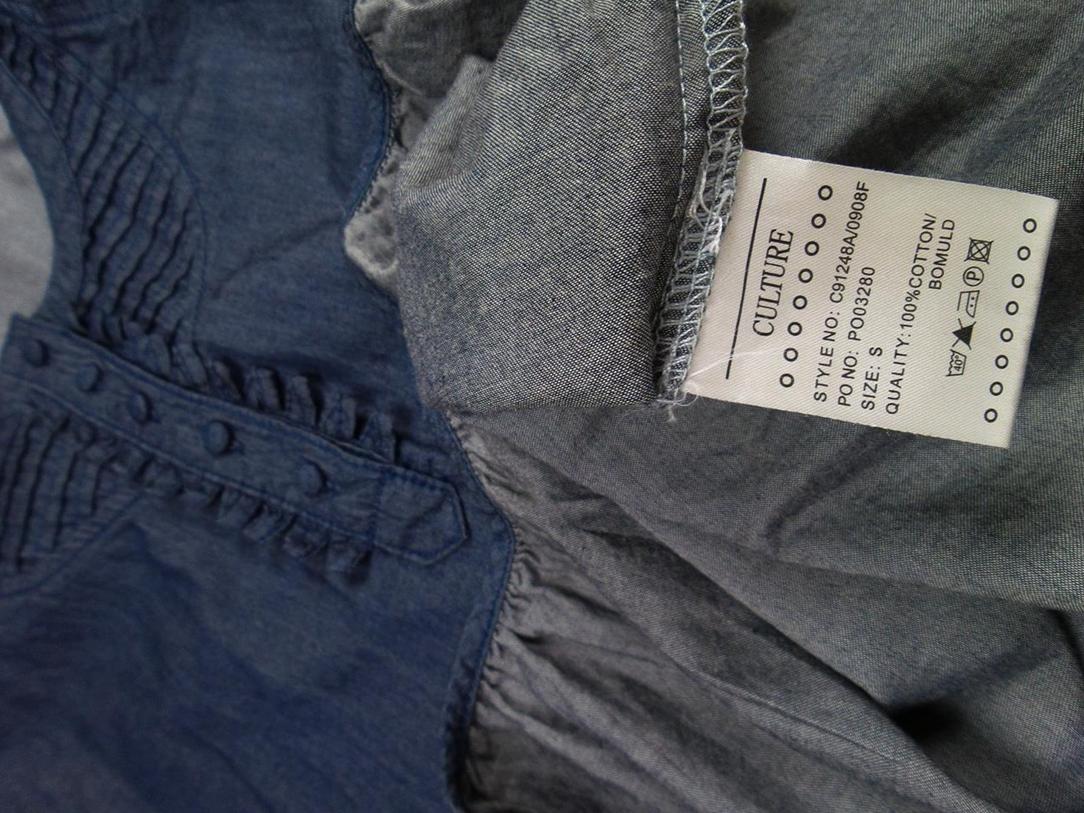 CULTURE
STYLE NO: C91248A/0908F
PO NO: PO03280
SIZE: S
QUALITY:100%COTTON/
BOMULD
40° P